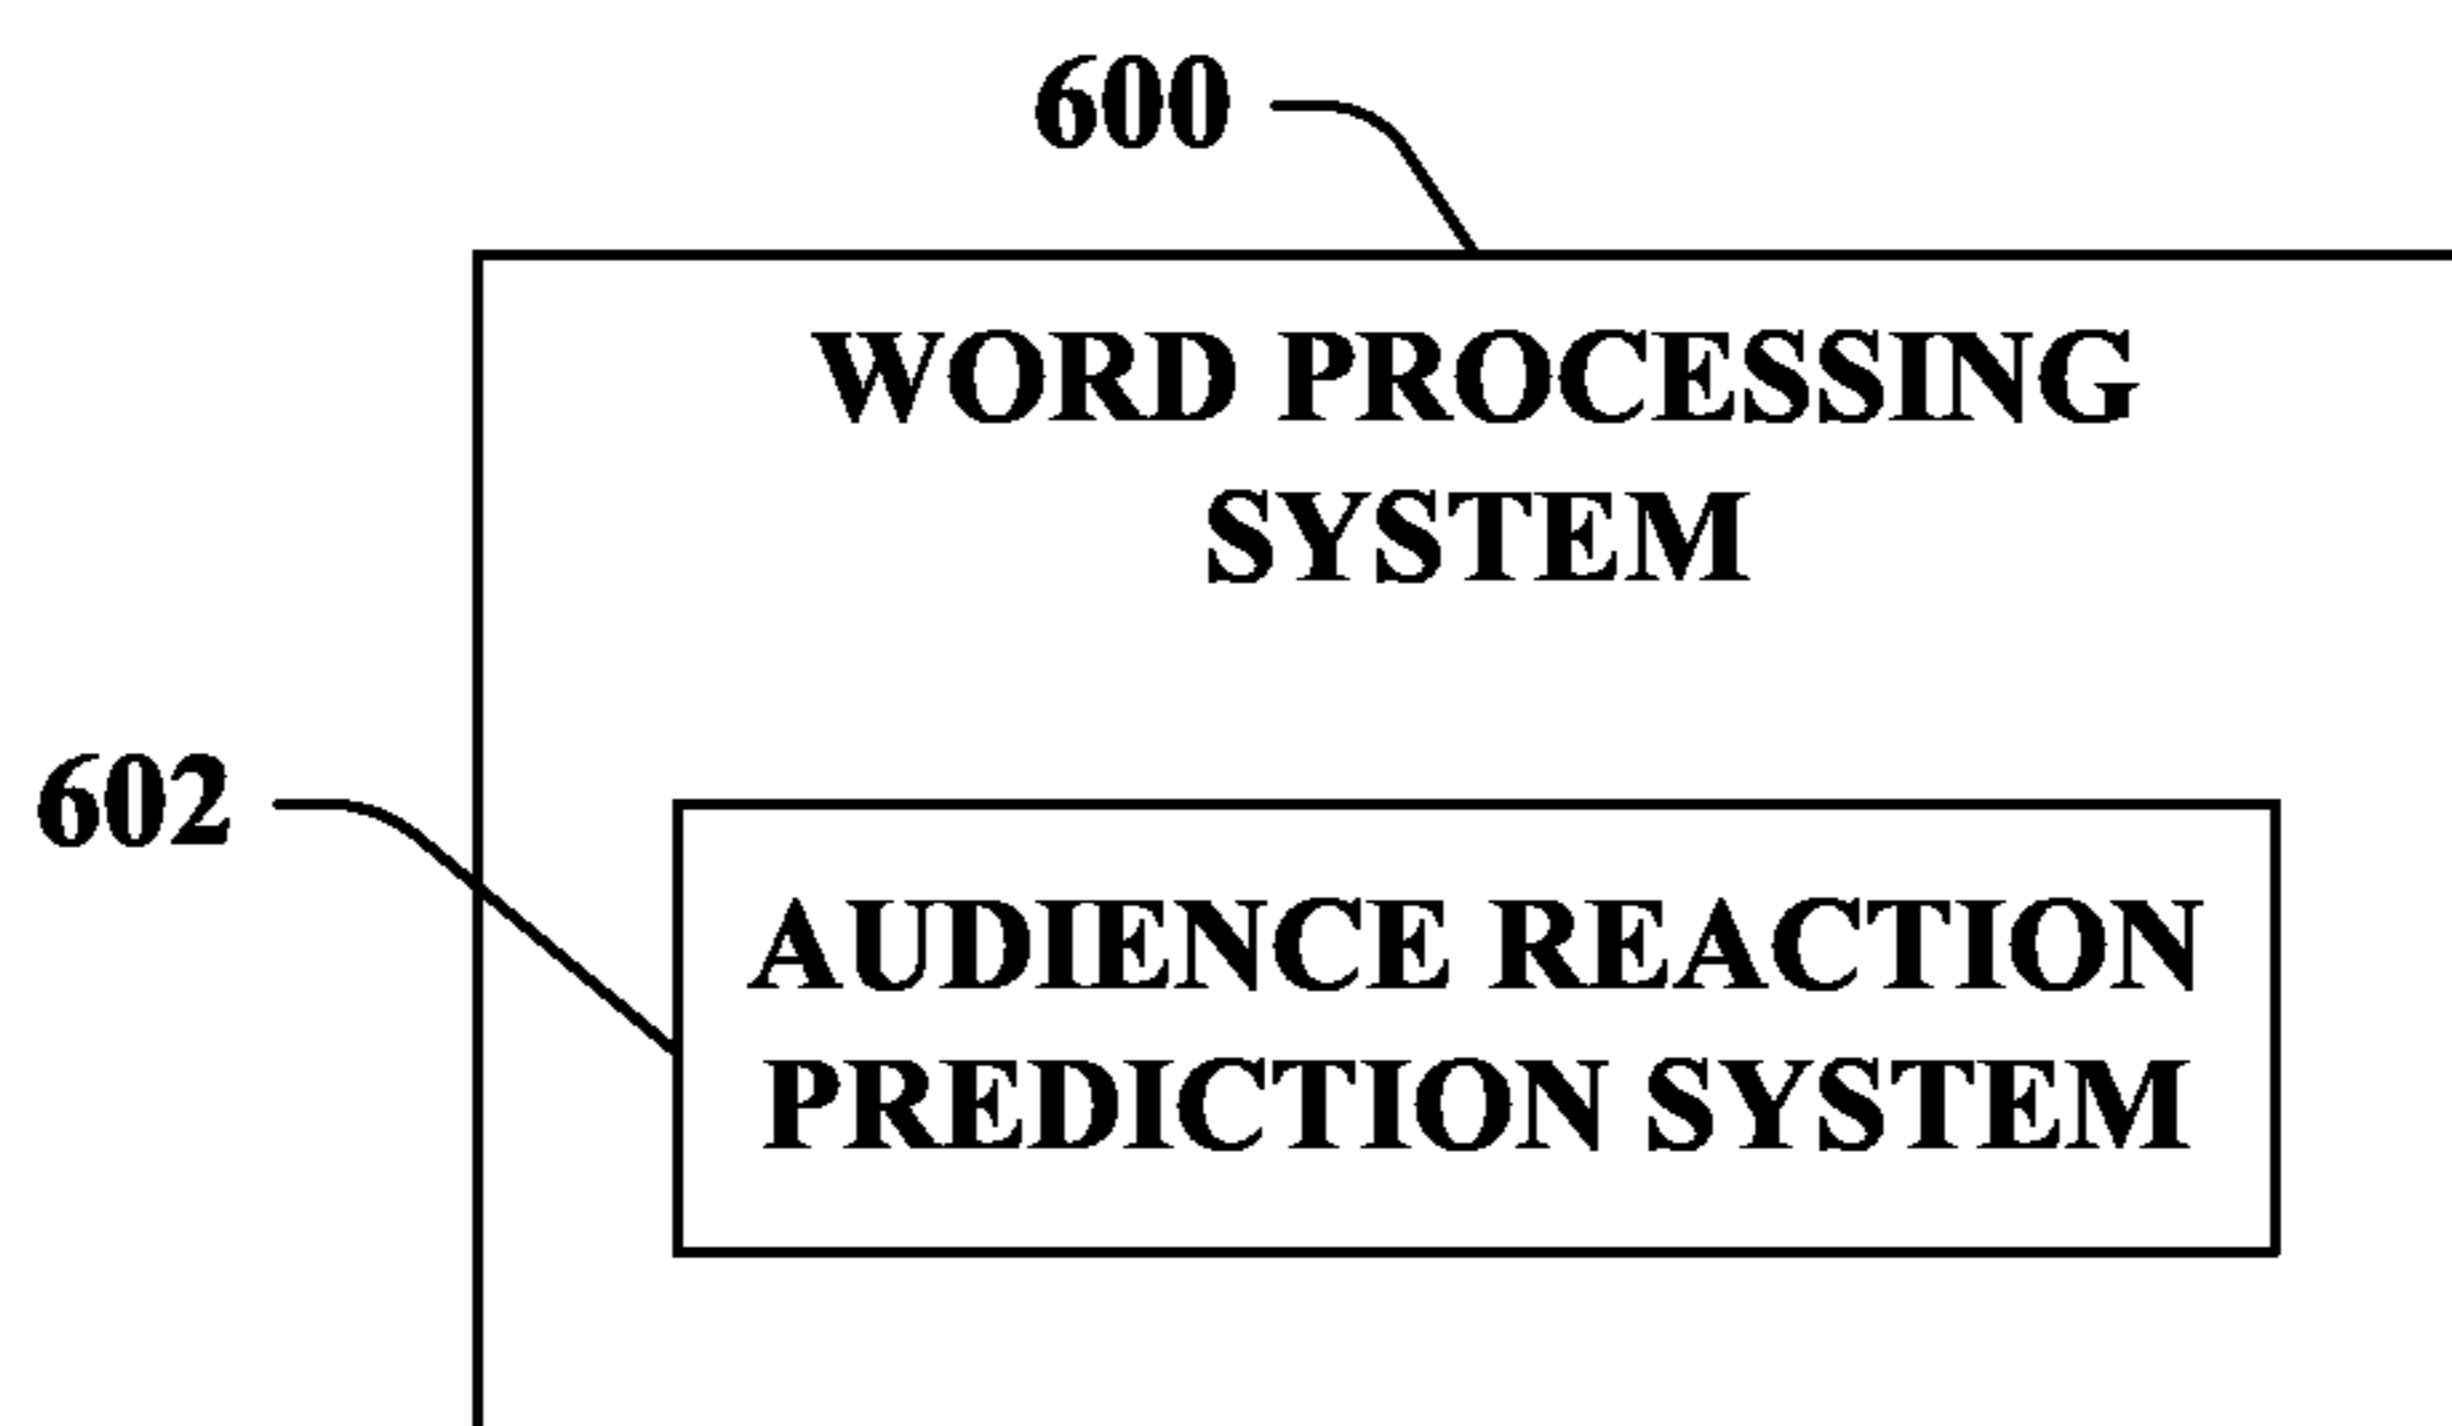 600
WORD PROCESSING
SYSTEM
602
AUDIENCE REACTION
PREDICTION SYSTEM